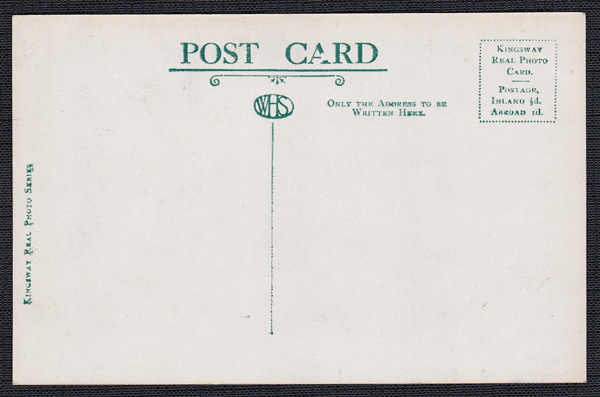 POST CARD
WHS
ONLY THE ADDRESS TO BE
WRITTEN HERE.
KINGSWAY
REAL PHOTO
CARD.
POSTAGE,
INLAND ½d.
ABROAD 1d.
KINGSWAY REAL PHOTO SERIES